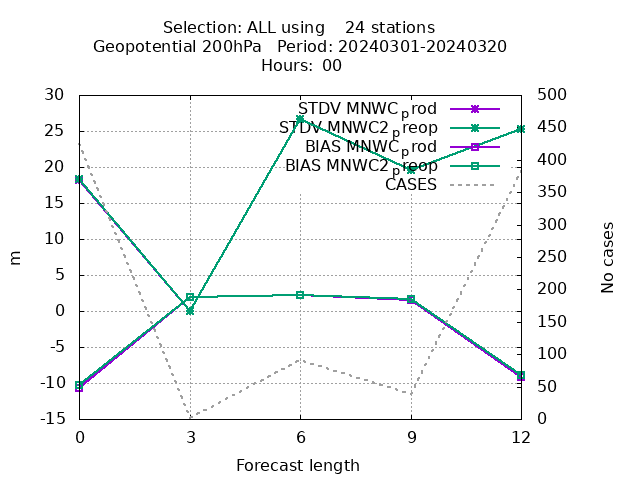 Selection: ALL using    24 stations
Geopotential 200hPa   Period: 20240301-20240320
Hours: 00
STDV MNWC_prod
STDV MNWC2_preop
BIAS MNWC_prod
BIAS MNWC2_preop
CASES
30
25
20
15
10
5
0
-5
-10
-15
m
500
450
400
350
300
250
200
150
100
50
0
No cases
0 3 6 9 12
Forecast length